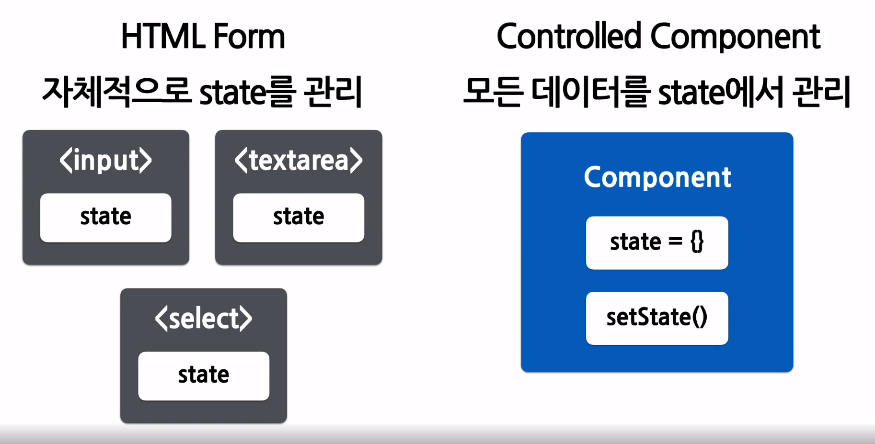 HTML Form
자체적으로 state를 관리
<input>
state
<textarea>
state
<select>
state
Controlled Component
모든 데이터를 state에서 관리
Component
state = {}
setState()